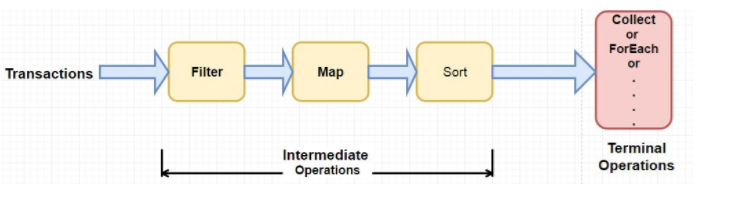 Transactions
Filter
Map
Sort
Collect
or
ForEach
or
.
.
.
.
Intermediate
Operations
Terminal
Operations